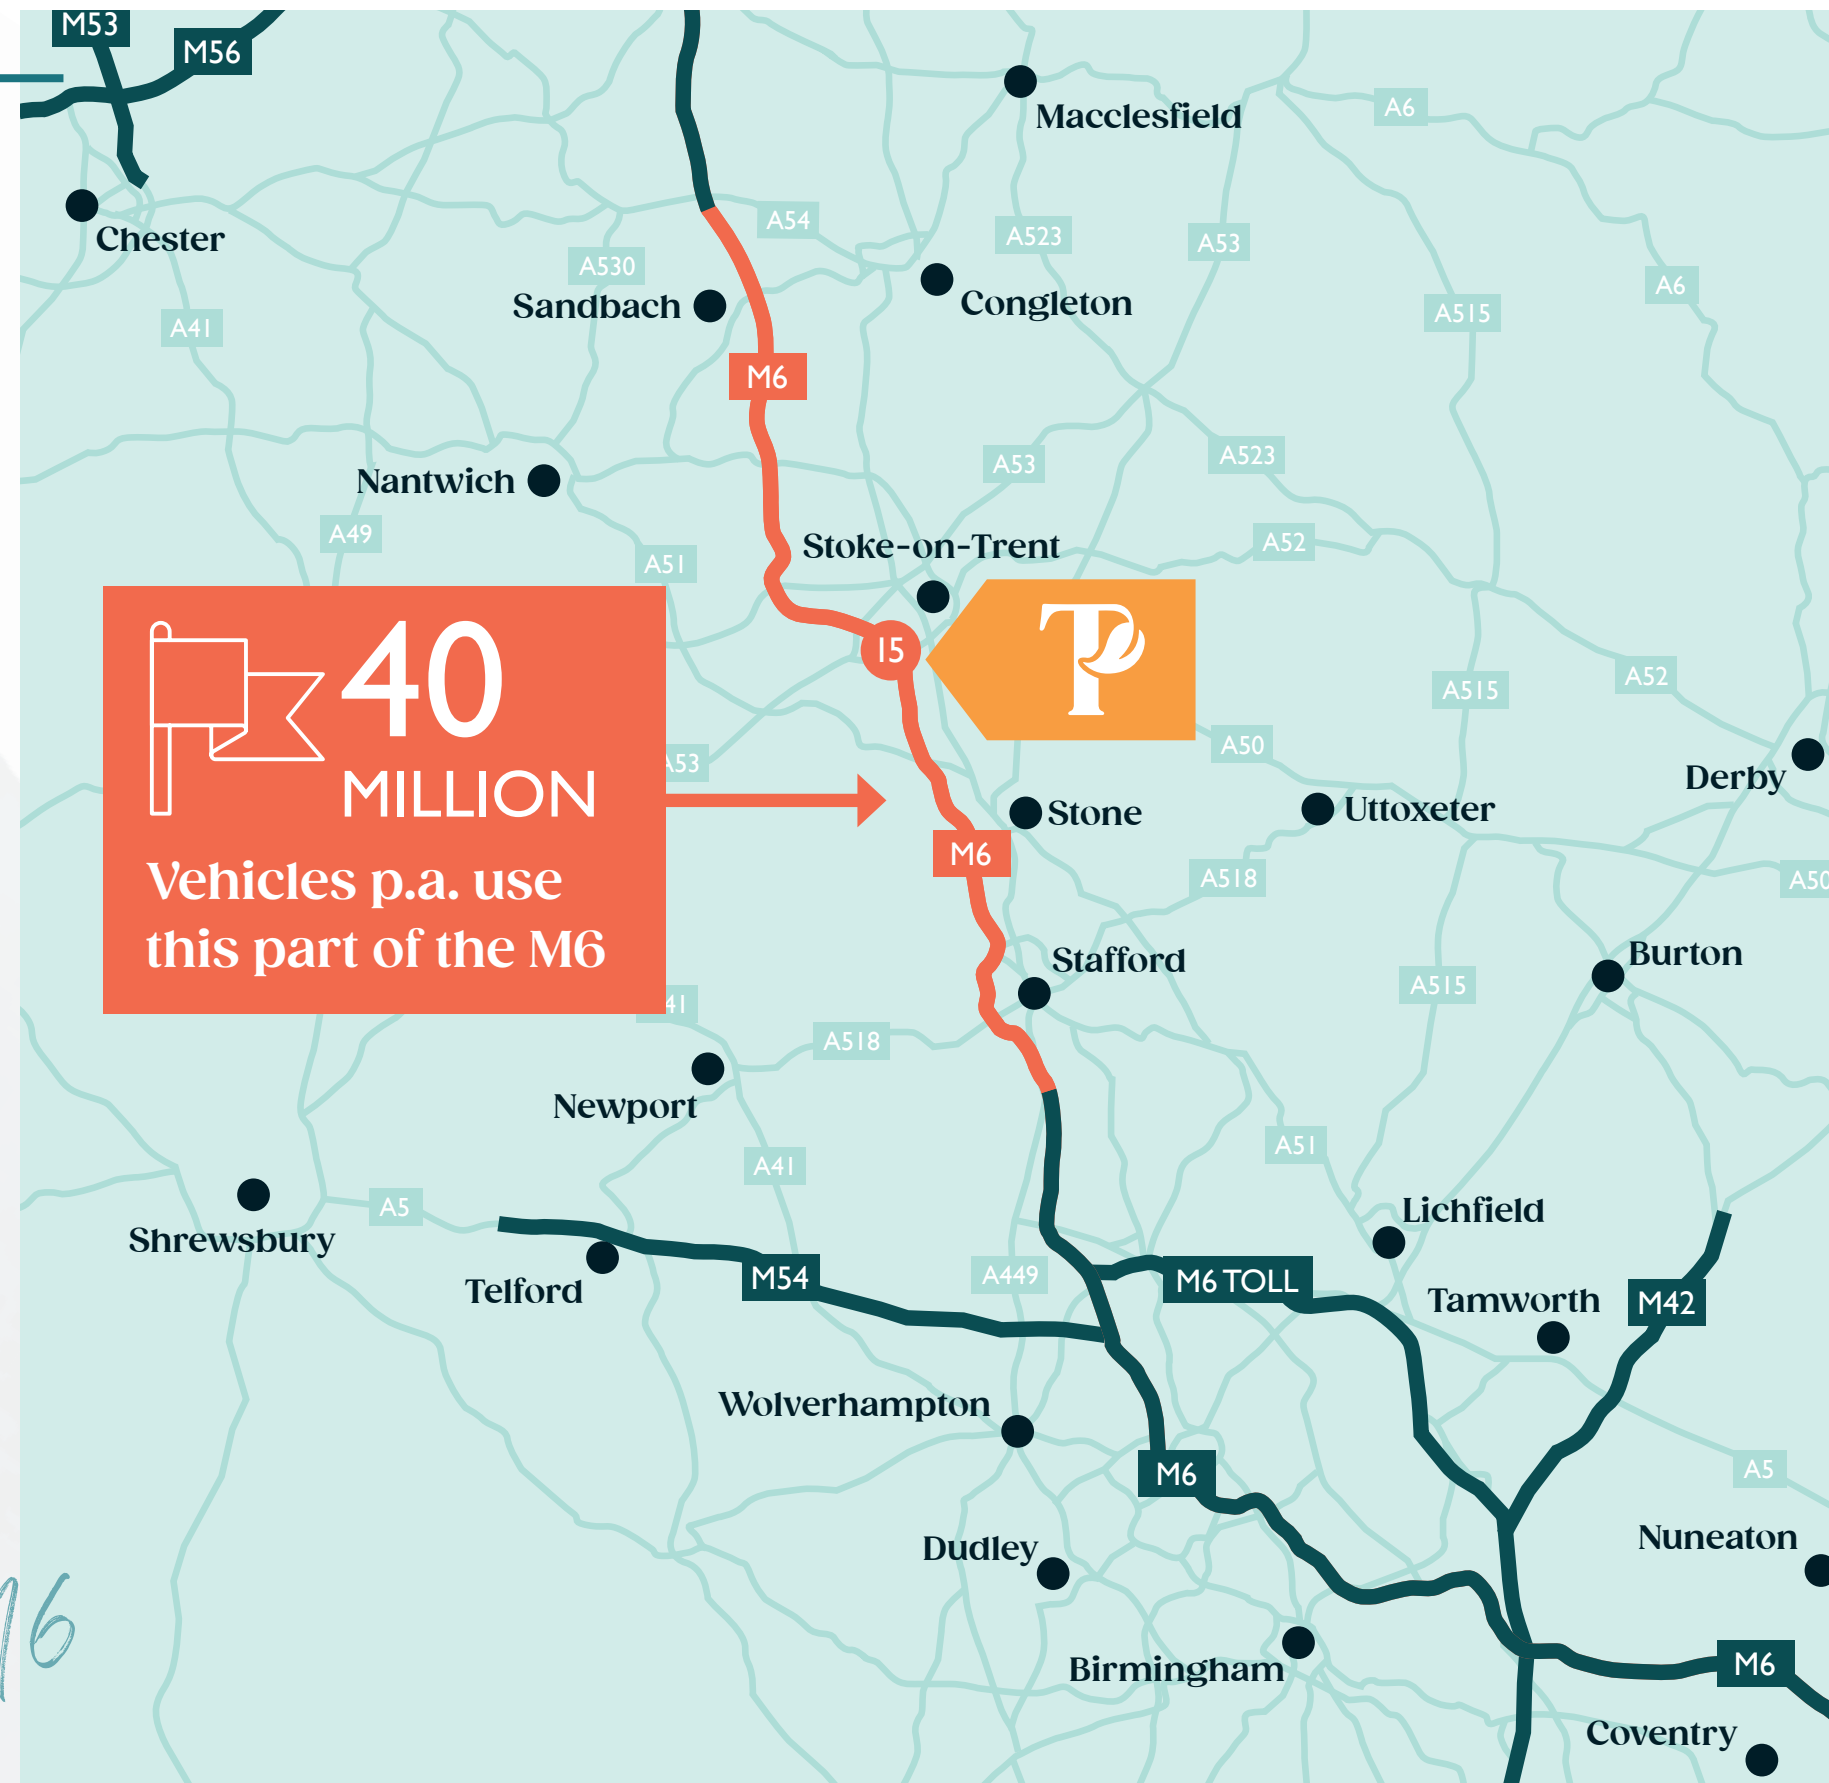 M53
M56
Macclesfield
A6
Chester
A54
A523
A53
A530
Sandbach
Congleton
A6
A41
A515
M6
Nantwich
A53
A523
A49
Stoke-on-Trent
A52
A51
15
TP
40
MILLION
Vehicles p.a. use
this part of the M6
A52
A515
A50
A53
Derby
Stone
Uttoxeter
M6
A518
A50
Stafford
Burton
A515
41
A518
Newport
A51
A41
Shrewsbury
A5
Lichfield
Telford
M54
A449
M6 TOLL
Tamworth
M42
Wolverhampton
M6
A5
Dudley
Nuneaton
M6
Birmingham
M6
Coventry